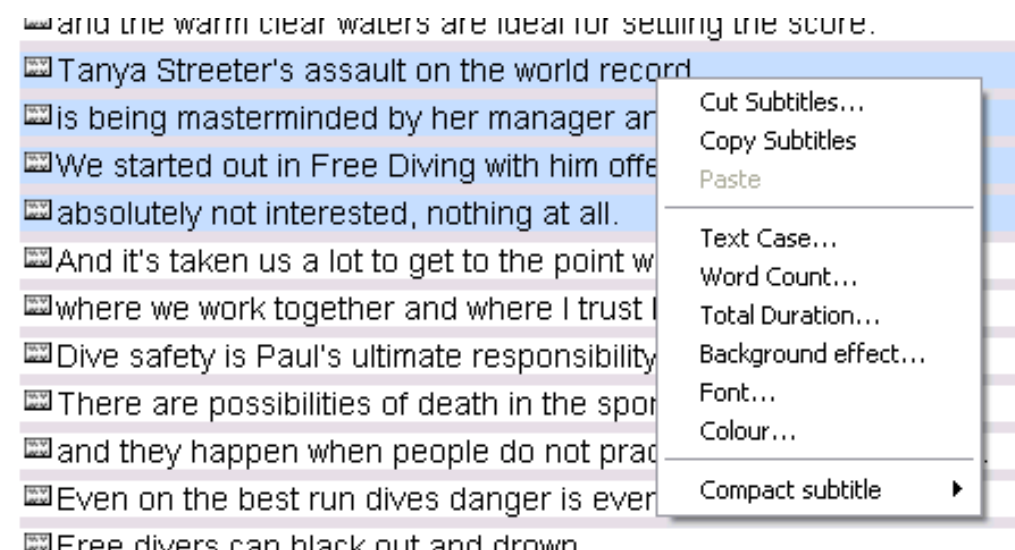 and the warm clear waters are ideal for settling the score.
Tanya Streeter's assault on the world record
is being masterminded by her manager
We started out in Free Diving with him
absolutely not interested, nothing at all.
And it's taken us a lot to get to the point
where we work together and where I trust
Dive safety is Paul's ultimate responsibility
There are possibilities of death in the
and they happen when people do not
Even on the best run dives danger is
Free divers can black out and drown
Cut Subtitles...
Copy Subtitles
Paste
Text Case...
Word Count...
Total Duration...
Background effect...
Font...
Colour...
Compact subtitle